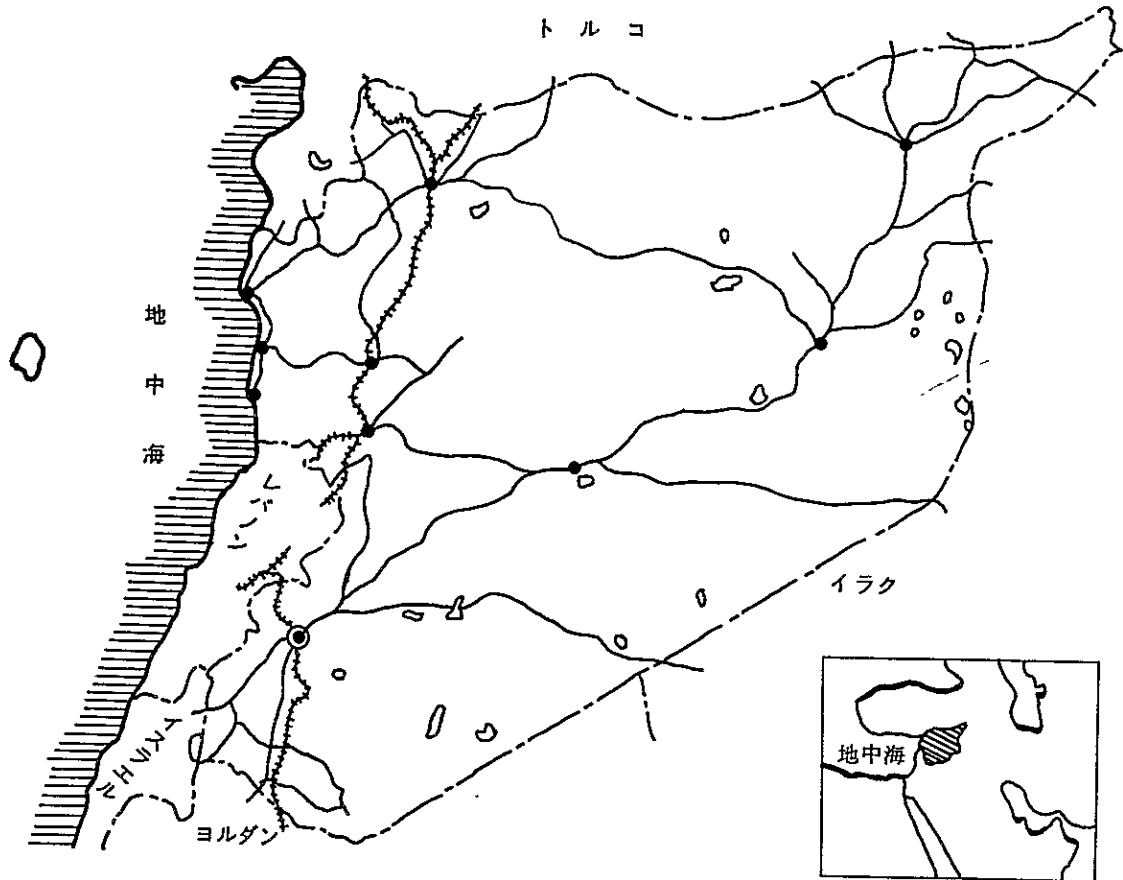 トルコ
地中海
レバノン
イラク
イスラエル
ヨルダン
地中海